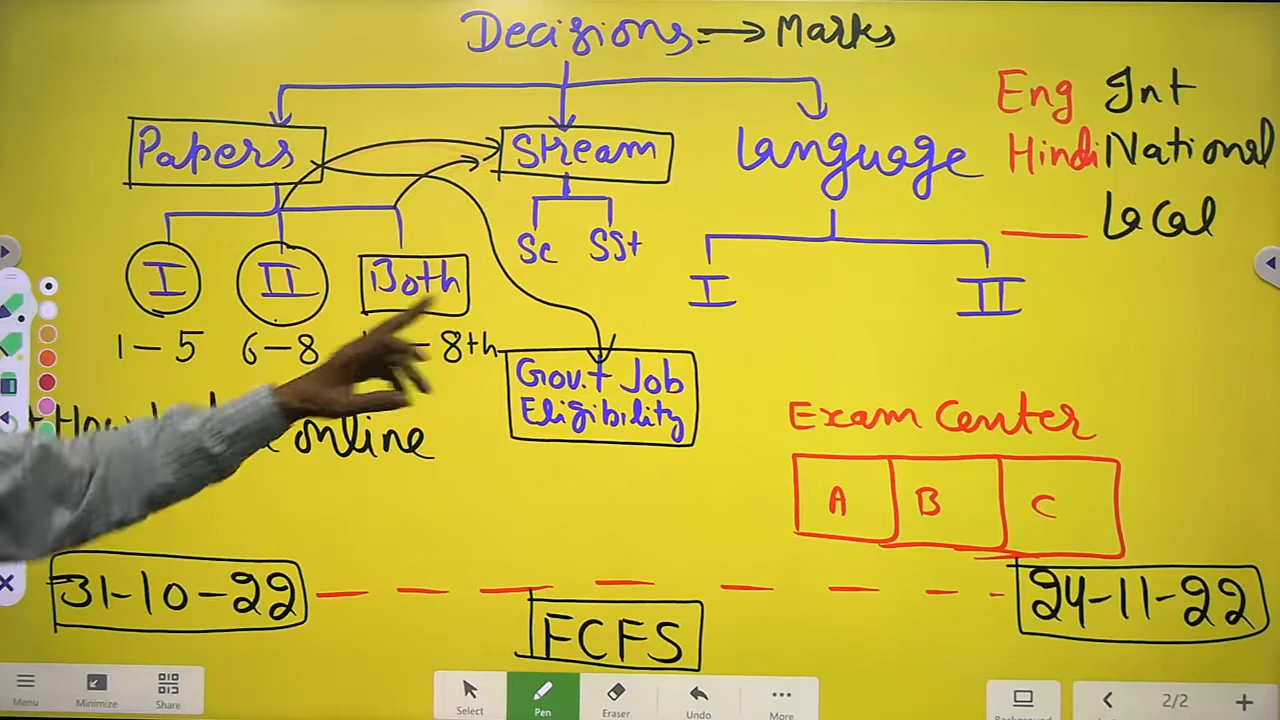 Decisions → Marks
Papers
Stream
Language
Eng Int
Hindi National
Local
Sc SSt
I II Both
I II
1-5 6-8 - 8th
Gov.t Job
Eligibility
online
Exam Center
A B C
31-10-22
24-11-22
FCFS
Menu Minimize Share
Select Pen Eraser Undo More
2/2